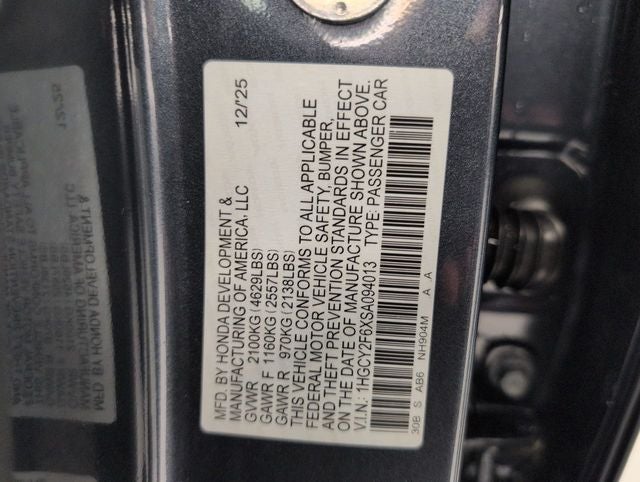 MFD. BY HONDA DEVELOPMENT &
MANUFACTURING OF AMERICA, LLC 12/'25
GVWR 2100KG (4629LBS)
GAWR F 1160KG (2557LBS)
GAWR R 970KG (2138LBS)
THIS VEHICLE CONFORMS TO ALL APPLICABLE
FEDERAL MOTOR VEHICLE SAFETY, BUMPER,
AND THEFT PREVENTION STANDARDS IN EFFECT
ON THE DATE OF MANUFACTURE SHOWN ABOVE.
V.I.N.: 1HGCY2F6XSA094013 TYPE: PASSENGER CAR
30B S AB6 NH904M A A